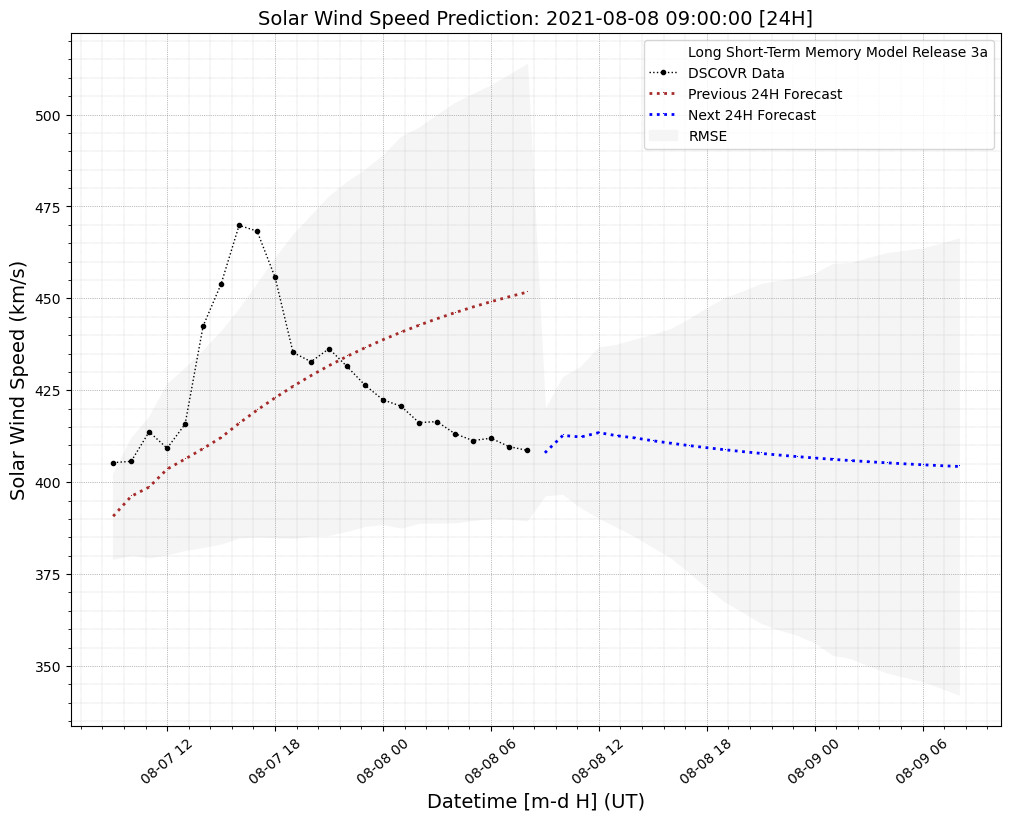 Solar Wind Speed Prediction: 2021-08-08 09:00:00 [24H]
Long Short-Term Memory Model Release 3a
DSCOVR Data
Previous 24H Forecast
Next 24H Forecast
RMSE
Solar Wind Speed (km/s)
500
475
450
425
400
375
350
08-07 12
08-07 18
08-08 00
08-08 06
08-08 12
08-08 18
08-09 00
08-09 06
Datetime [m-d H] (UT)